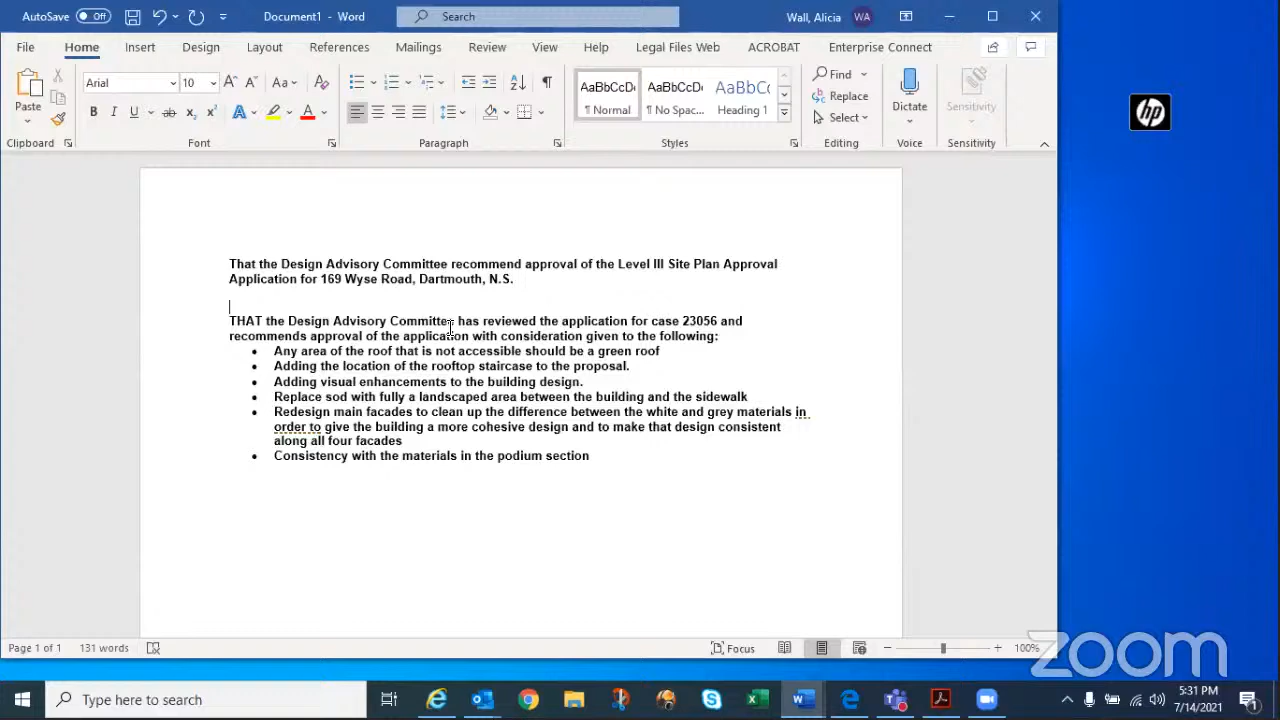 AutoSave Off Document1 - Word Search Wall, Alicia WA
File Home Insert Design Layout References Mailings Review View Help Legal Files Web ACROBAT Enterprise Connect
Paste Arial 10 Aa AaBbCcDc AaBbCcDc AaBbCc Find Replace Select Dictate Sensitivity
B I U ab x₂ x² A A ¶ Normal ¶ No Spac... Heading 1
Clipboard Font Paragraph Styles Editing Voice Sensitivity
hp
That the Design Advisory Committee recommend approval of the Level III Site Plan Approval
Application for 169 Wyse Road, Dartmouth, N.S.
THAT the Design Advisory Committee has reviewed the application for case 23056 and
recommends approval of the application with consideration given to the following:
• Any area of the roof that is not accessible should be a green roof
• Adding the location of the rooftop staircase to the proposal.
• Adding visual enhancements to the building design.
• Replace sod with fully a landscaped area between the building and the sidewalk
• Redesign main facades to clean up the difference between the white and grey materials in
order to give the building a more cohesive design and to make that design consistent
along all four facades
• Consistency with the materials in the podium section
Page 1 of 1 131 words Focus 100%
zoom
Type here to search 5:31 PM
7/14/2021 1